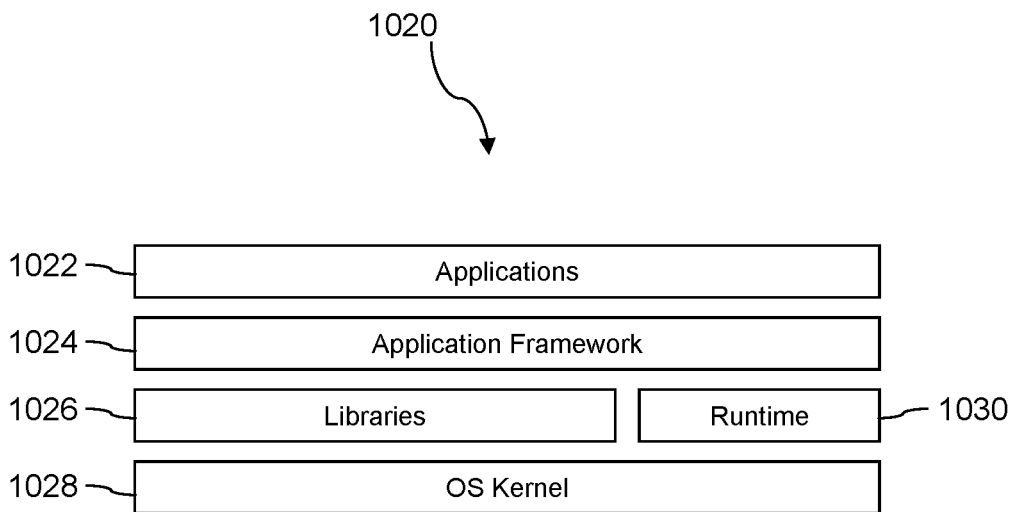 1020
1022 Applications
1024 Application Framework
1026 Libraries Runtime 1030
1028 OS Kernel